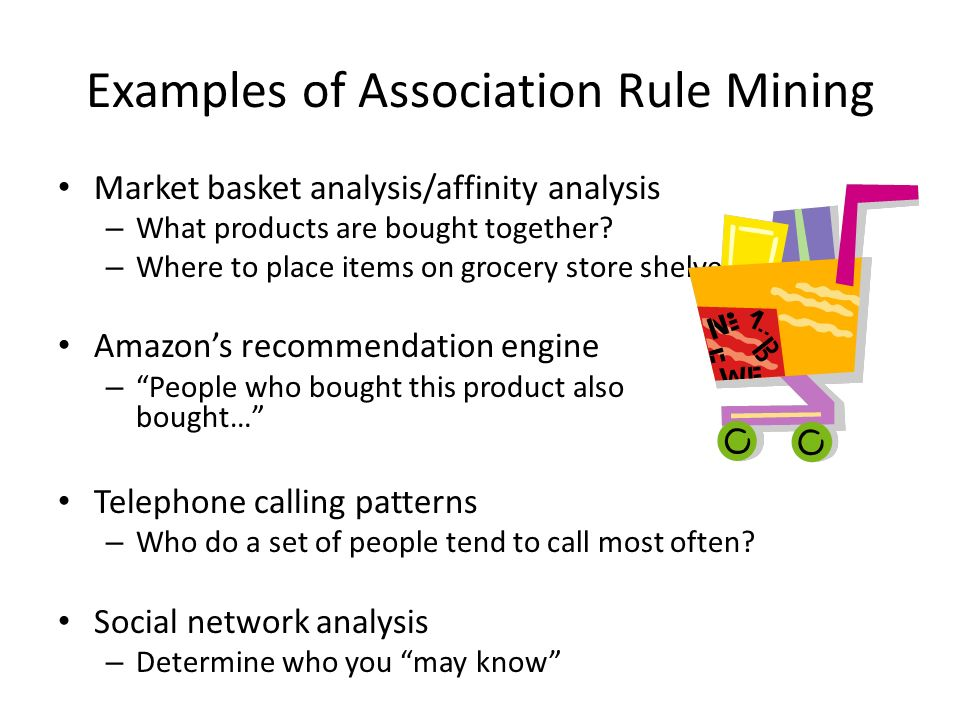 Examples of Association Rule Mining
• Market basket analysis/affinity analysis
– What products are bought together?
– Where to place items on grocery store
• Amazon’s recommendation engine
– “People who bought this product also
bought…”
• Telephone calling patterns
– Who do a set of people tend to call most often?
• Social network analysis
– Determine who you “may know”